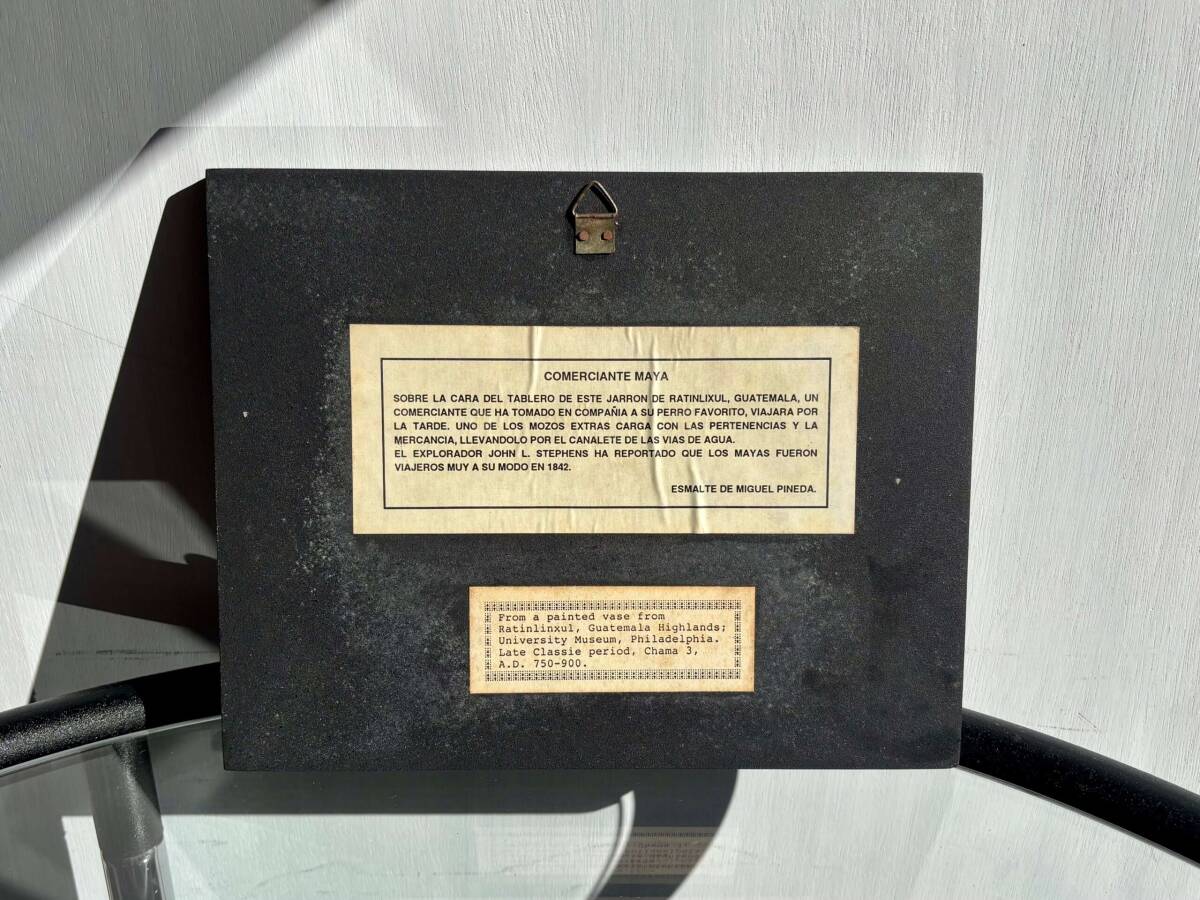 COMERCIANTE MAYA
SOBRE LA CARA DEL TABLERO DE ESTE JARRON DE RATINLIXUL, GUATEMALA, UN
COMERCIANTE QUE HA TOMADO EN COMPAÑIA A SU PERRO FAVORITO, VIAJARA POR
LA TARDE. UNO DE LOS MOZOS EXTRAS CARGA CON LAS PERTENENCIAS Y LA
MERCANCIA, LLEVANDOLO POR EL CANALETE DE LAS VIAS DE AGUA.
EL EXPLORADOR JOHN L. STEPHENS HA REPORTADO QUE LOS MAYAS FUERON
VIAJEROS MUY A SU MODO EN 1842.
ESMALTE DE MIGUEL PINEDA.
From a painted vase from
Ratinlinxul, Guatemala Highlands;
University Museum, Philadelphia.
Late Classie period, Chama 3,
A.D. 750-900.